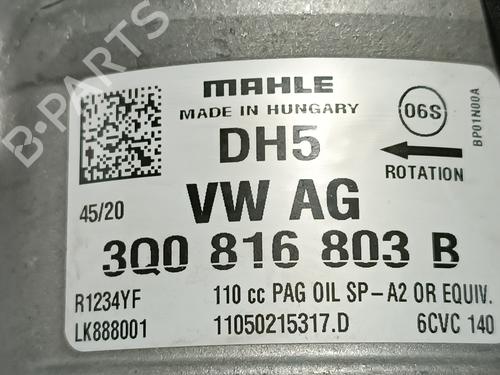 B-PARTS
MAHLE
MADE IN HUNGARY
06S
BP01N00A
DH5
ROTATION
45/20
VW AG
3Q0 816 803 B
R1234YF 110 cc PAG OIL SP-A2 OR EQUIV.
LK888001 11050215317.D 6CVC 140